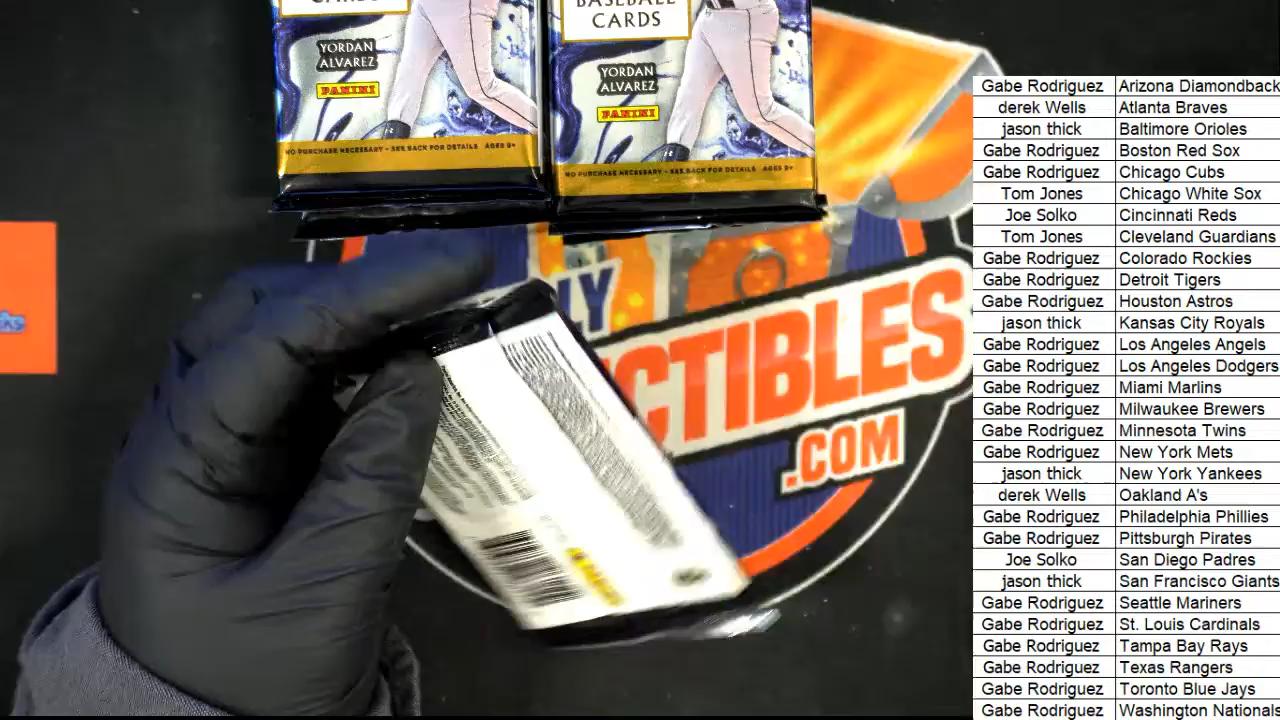 BASEBALL
CARDS
YORDAN
ALVAREZ
PANINI
NO PURCHASE NECESSARY - SEE BACK FOR DETAILS AGES 9+
YORDAN
ALVAREZ
PANINI
NO PURCHASE NECESSARY - SEE BACK FOR DETAILS AGES 9+
LY
CTIBLES
.COM
PANINI
Gabe Rodriguez Arizona Diamondback
derek Wells Atlanta Braves
jason thick Baltimore Orioles
Gabe Rodriguez Boston Red Sox
Gabe Rodriguez Chicago Cubs
Tom Jones Chicago White Sox
Joe Solko Cincinnati Reds
Tom Jones Cleveland Guardians
Gabe Rodriguez Colorado Rockies
Gabe Rodriguez Detroit Tigers
Gabe Rodriguez Houston Astros
jason thick Kansas City Royals
Gabe Rodriguez Los Angeles Angels
Gabe Rodriguez Los Angeles Dodgers
Gabe Rodriguez Miami Marlins
Gabe Rodriguez Milwaukee Brewers
Gabe Rodriguez Minnesota Twins
Gabe Rodriguez New York Mets
jason thick New York Yankees
derek Wells Oakland A's
Gabe Rodriguez Philadelphia Phillies
Gabe Rodriguez Pittsburgh Pirates
Joe Solko San Diego Padres
jason thick San Francisco Giants
Gabe Rodriguez Seattle Mariners
Gabe Rodriguez St. Louis Cardinals
Gabe Rodriguez Tampa Bay Rays
Gabe Rodriguez Texas Rangers
Gabe Rodriguez Toronto Blue Jays
Gabe Rodriguez Washington Nationals